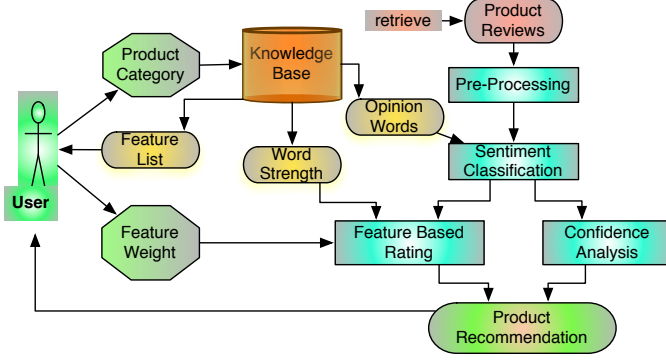 retrieve
Product
Reviews
Product
Category
Knowledge
Base
Pre-Processing
Opinion
Words
Feature
List
Word
Strength
Sentiment
Classification
User
Feature
Weight
Feature Based
Rating
Confidence
Analysis
Product
Recommendation